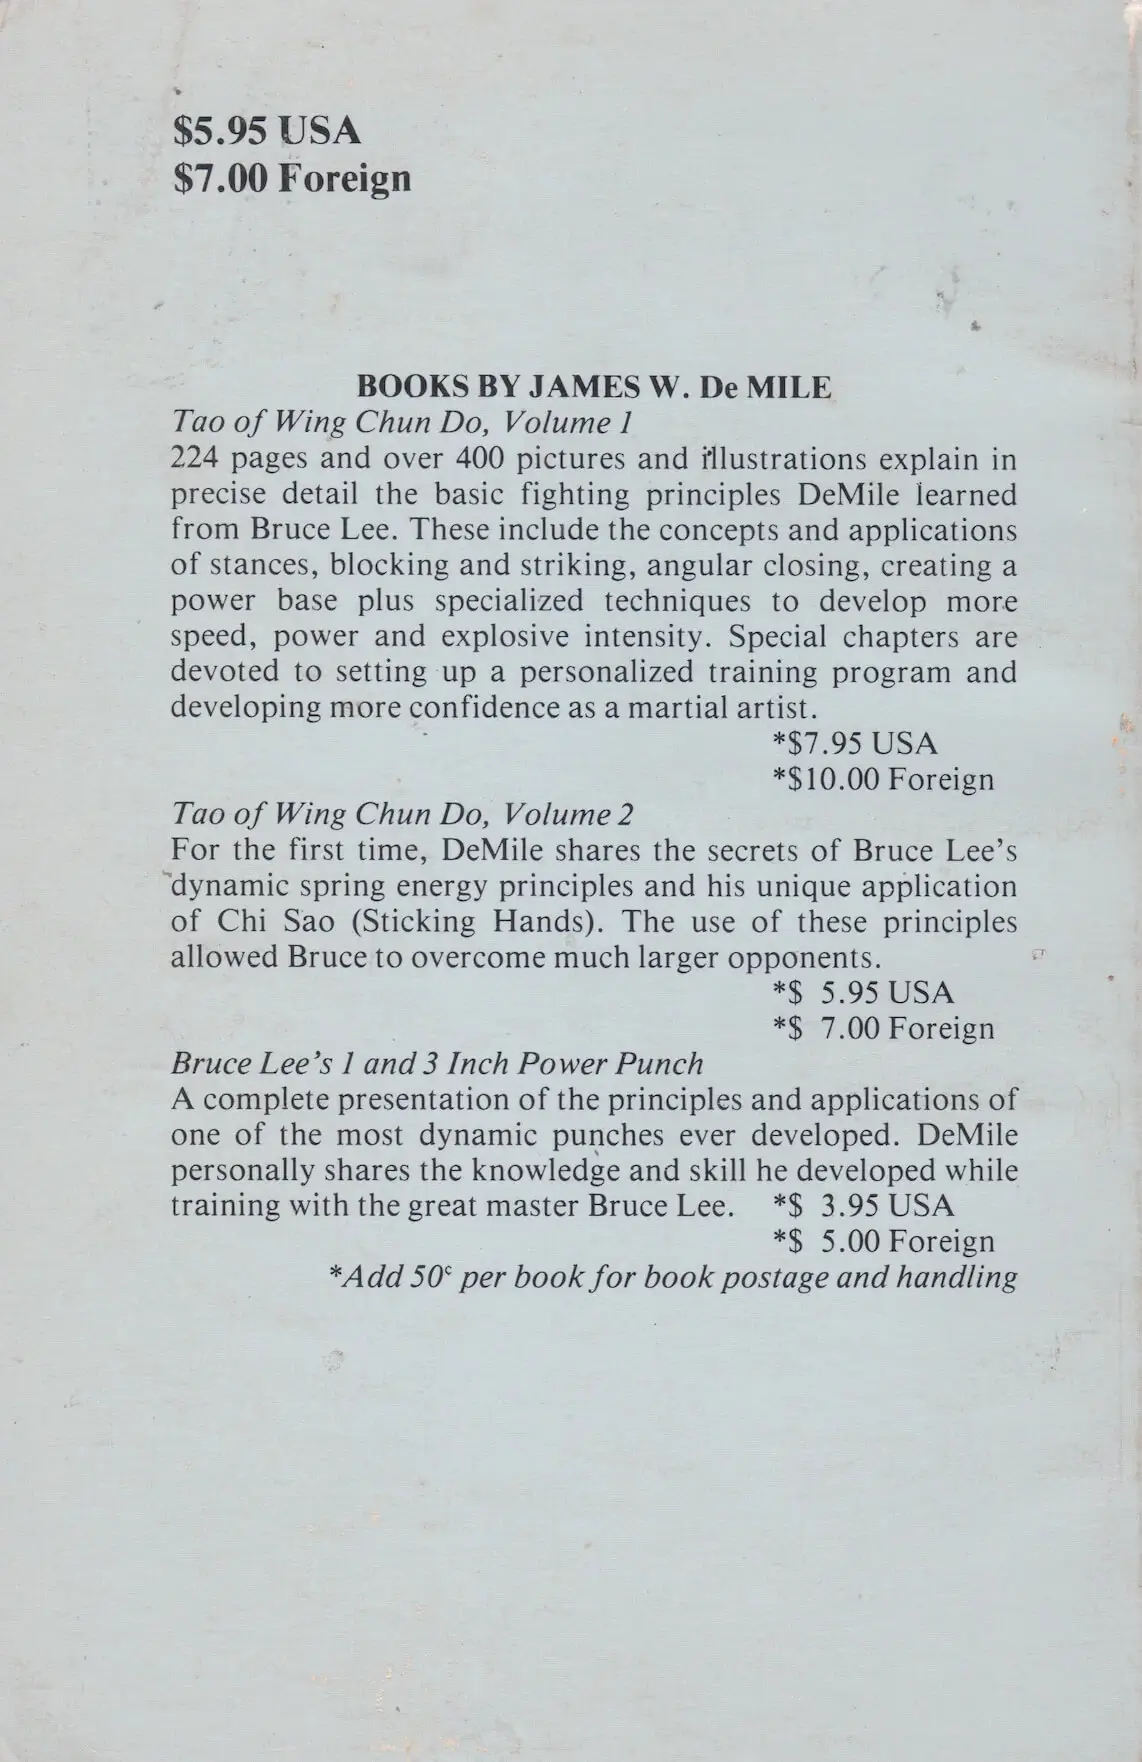 $5.95 USA
$7.00 Foreign
BOOKS BY JAMES W. De MILE
Tao of Wing Chun Do, Volume 1
224 pages and over 400 pictures and illustrations explain in
precise detail the basic fighting principles DeMile learned
from Bruce Lee. These include the concepts and applications
of stances, blocking and striking, angular closing, creating a
power base plus specialized techniques to develop more
speed, power and explosive intensity. Special chapters are
devoted to setting up a personalized training program and
developing more confidence as a martial artist.
*$7.95 USA
*$10.00 Foreign
Tao of Wing Chun Do, Volume 2
For the first time, DeMile shares the secrets of Bruce Lee's
dynamic spring energy principles and his unique application
of Chi Sao (Sticking Hands). The use of these principles
allowed Bruce to overcome much larger opponents.
*$ 5.95 USA
*$ 7.00 Foreign
Bruce Lee's 1 and 3 Inch Power Punch
A complete presentation of the principles and applications of
one of the most dynamic punches ever developed. DeMile
personally shares the knowledge and skill he developed while
training with the great master Bruce Lee. *$ 3.95 USA
*$ 5.00 Foreign
*Add 50¢ per book for book postage and handling